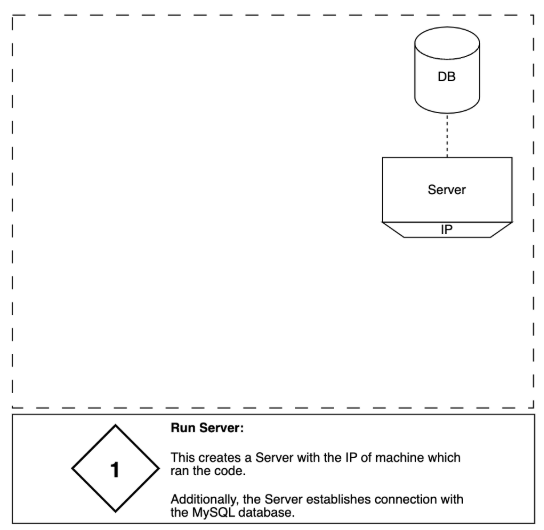 DB
Server
IP
1
Run Server:
This creates a Server with the IP of machine which
ran the code.
Additionally, the Server establishes connection with
the MySQL database.